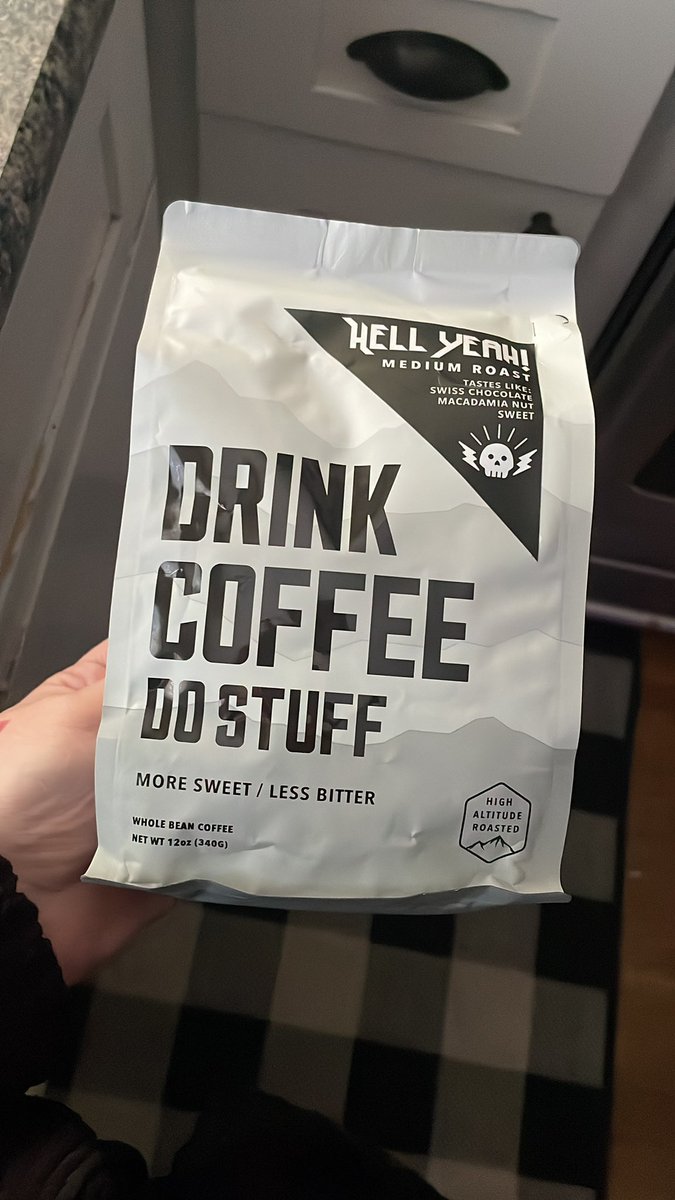 HELL YEAH!
MEDIUM ROAST
TASTES LIKE:
SWISS CHOCOLATE
MACADAMIA NUT
SWEET
DRINK
COFFEE
DO STUFF
MORE SWEET / LESS BITTER
WHOLE BEAN COFFEE
NET WT 12oz (340G)
HIGH
ALTITUDE
ROASTED